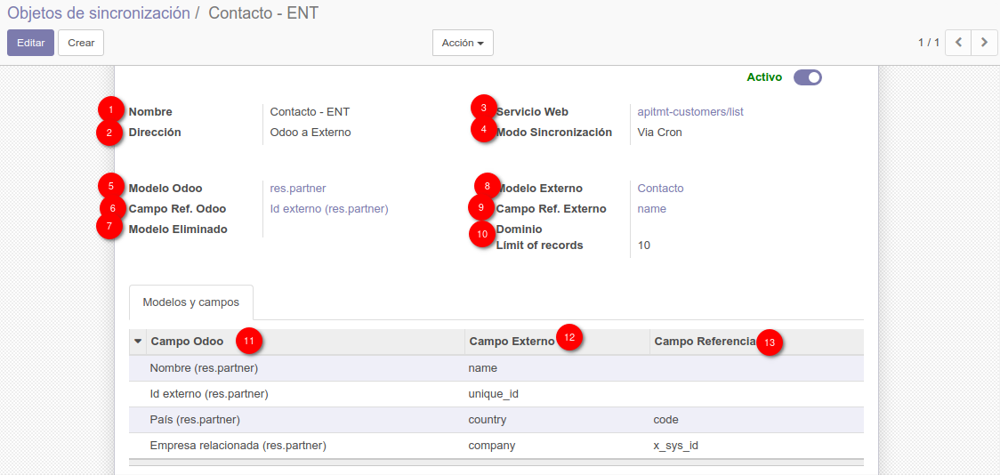 Objetos de sincronización / Contacto - ENT
Editar Crear Acción 1 / 1
Activo
1 Nombre Contacto - ENT 3 Servicio Web apitmt-customers/list
2 Dirección Odoo a Externo 4 Modo Sincronización Via Cron
5 Modelo Odoo res.partner 8 Modelo Externo Contacto
6 Campo Ref. Odoo Id externo (res.partner) 9 Campo Ref. Externo name
7 Modelo Eliminado 10 Dominio
Límit of records 10
Modelos y campos
Campo Odoo 11 Campo Externo 12 Campo Referencia 13
Nombre (res.partner) name
Id externo (res.partner) unique_id
País (res.partner) country code
Empresa relacionada (res.partner) company x_sys_id